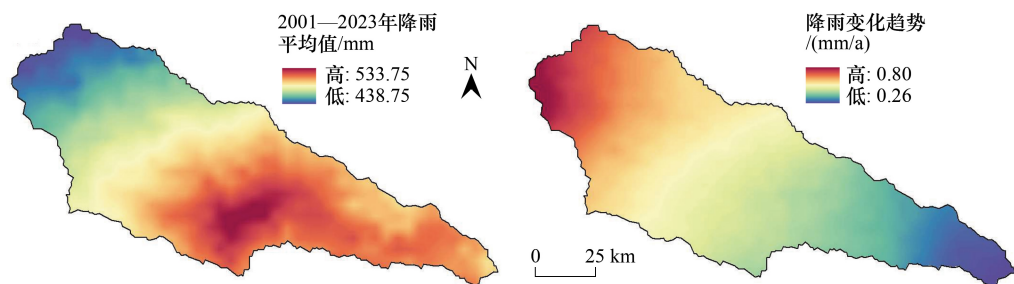 2001—2023年降雨
平均值/mm
高: 533.75
低: 438.75
N
降雨变化趋势
/(mm/a)
高: 0.80
低: 0.26
0 25 km